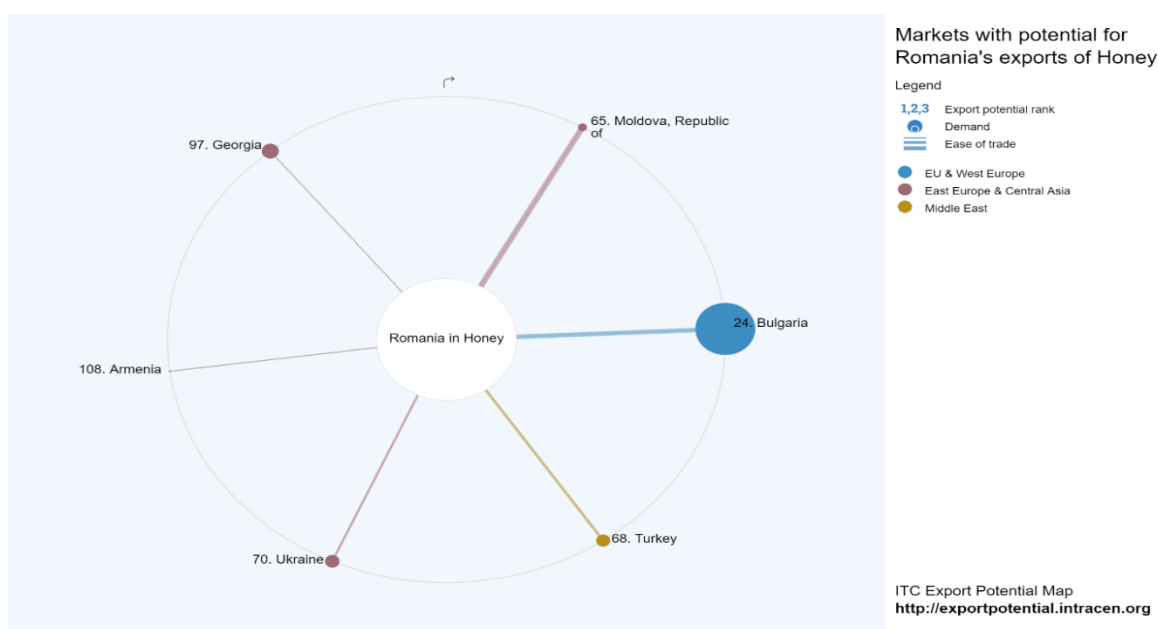 Markets with potential for
Romania's exports of Honey
Legend
1,2,3 Export potential rank
Demand
Ease of trade
EU & West Europe
East Europe & Central Asia
Middle East
65. Moldova, Republic
of
97. Georgia
24. Bulgaria
Romania in Honey
108. Armenia
68. Turkey
70. Ukraine
ITC Export Potential Map
http://exportpotential.intracen.org